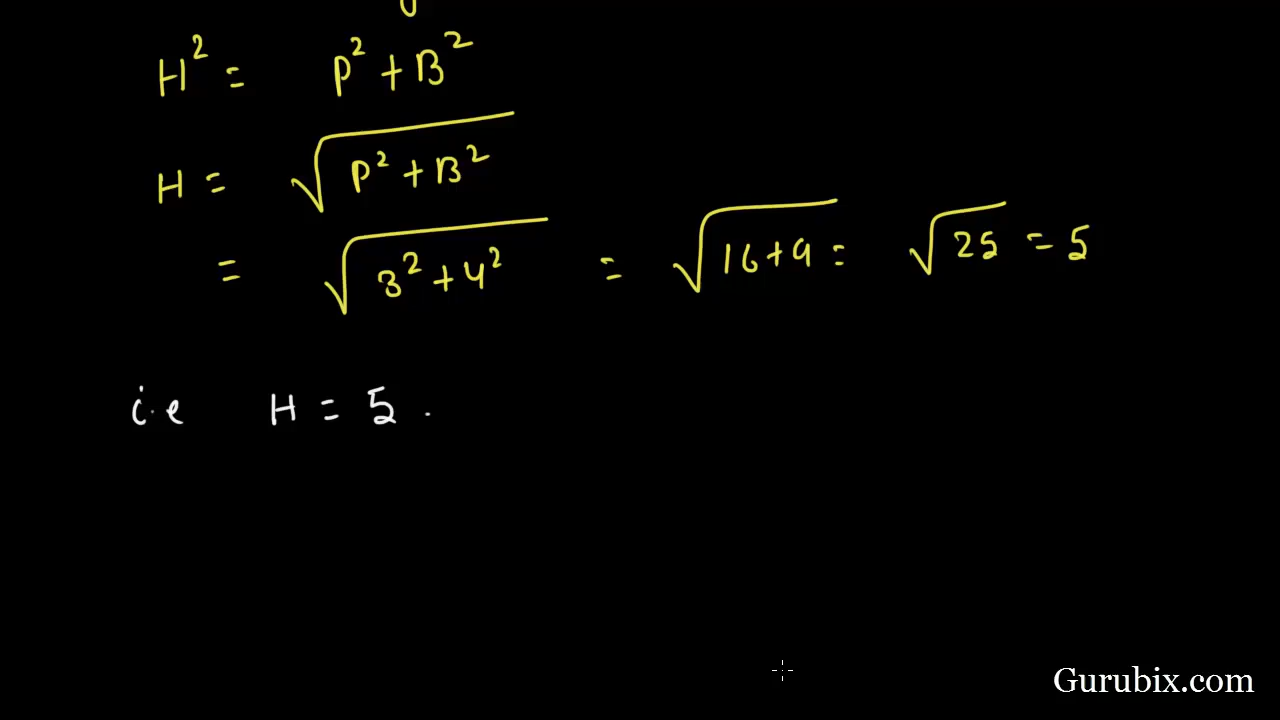 H² = P² + B²
H = √(P² + B²)
= √(3² + 4²) = √(16 + 9) = √25 = 5
i.e H = 5 .
Gurubix.com